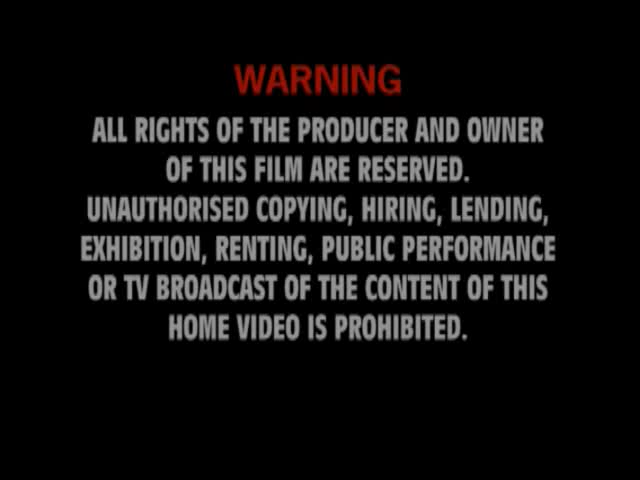 WARNING
ALL RIGHTS OF THE PRODUCER AND OWNER
OF THIS FILM ARE RESERVED.
UNAUTHORISED COPYING, HIRING, LENDING,
EXHIBITION, RENTING, PUBLIC PERFORMANCE
OR TV BROADCAST OF THE CONTENT OF THIS
HOME VIDEO IS PROHIBITED.